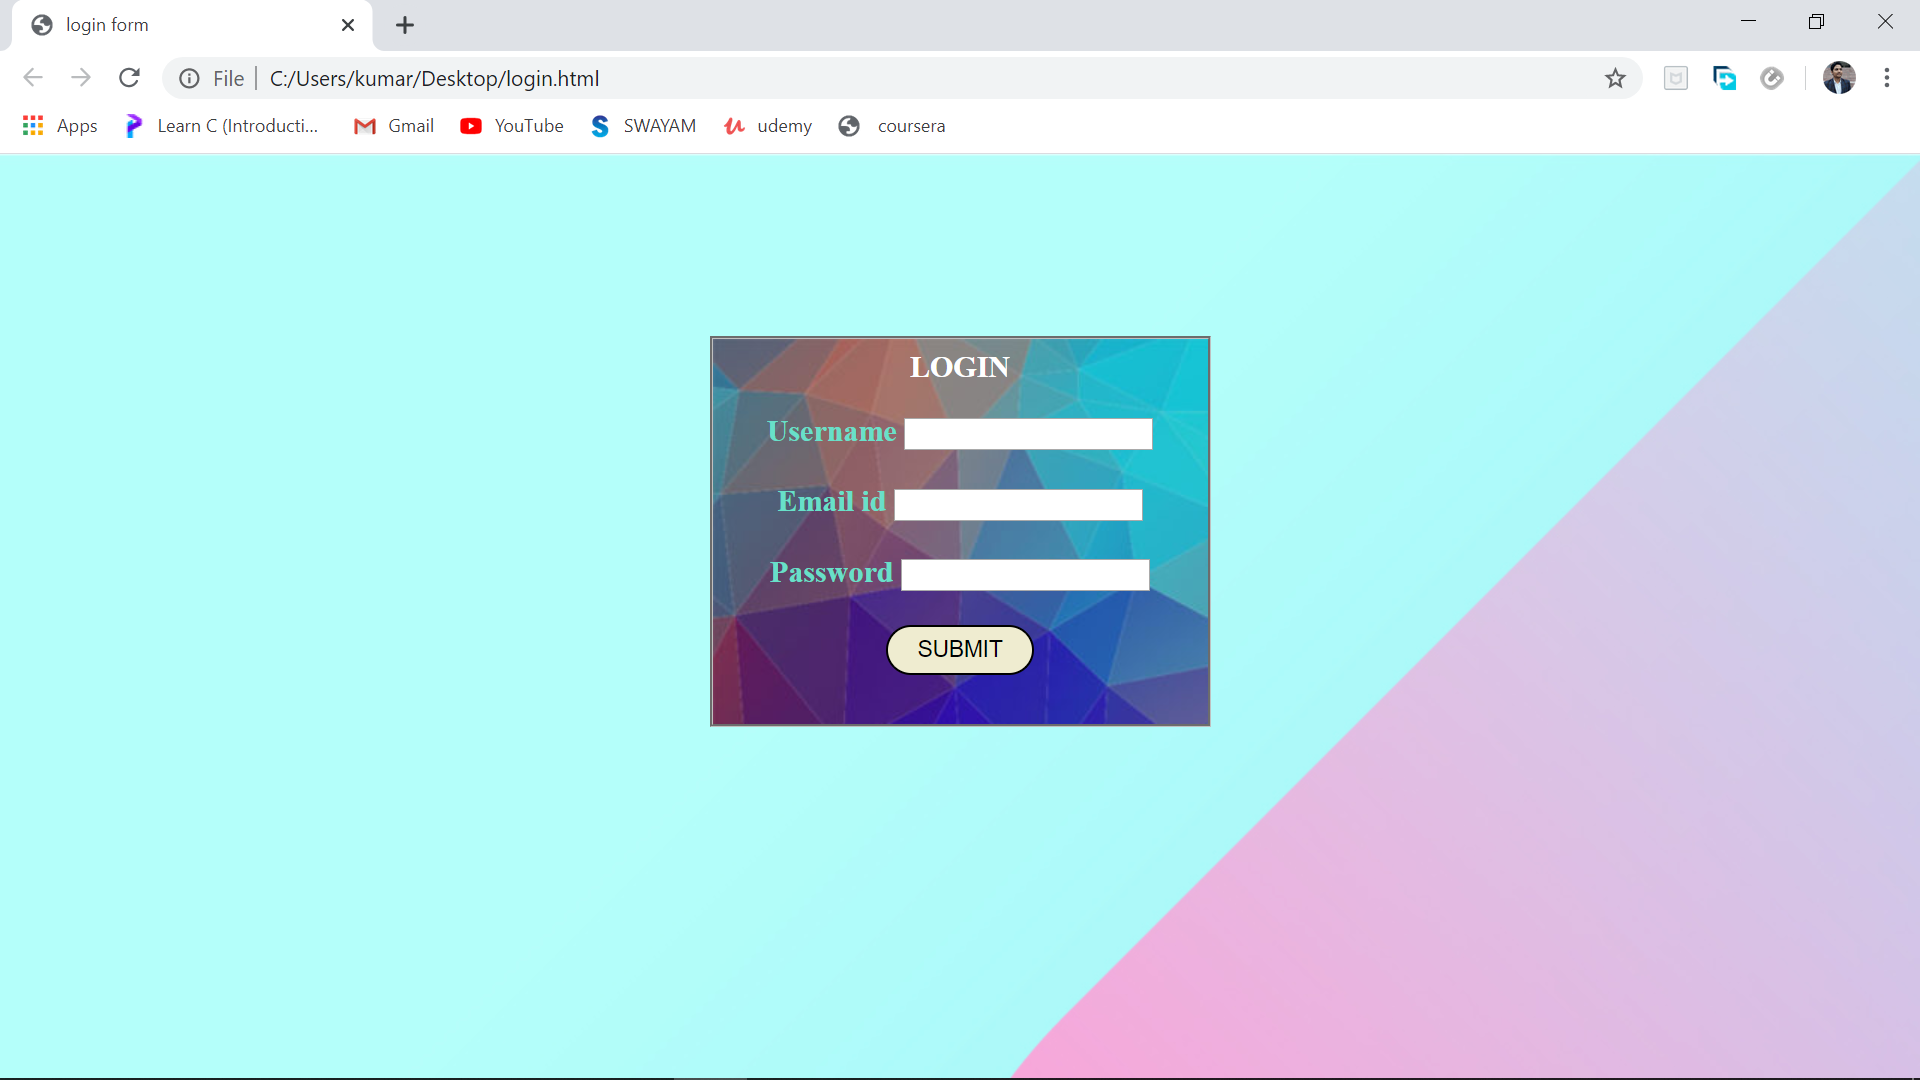 login form
File C:/Users/kumar/Desktop/login.html
Apps Learn C (Introducti... Gmail YouTube SWAYAM udemy coursera
LOGIN
Username
Email id
Password
SUBMIT